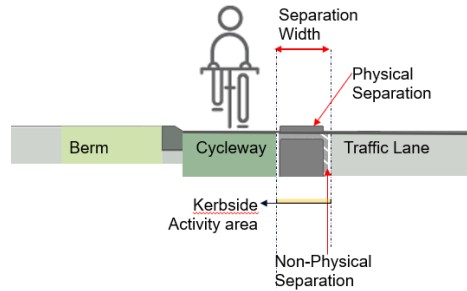 Separation
Width
Physical
Separation
Berm
Cycleway
Traffic Lane
Kerbside
Activity area
Non-Physical
Separation